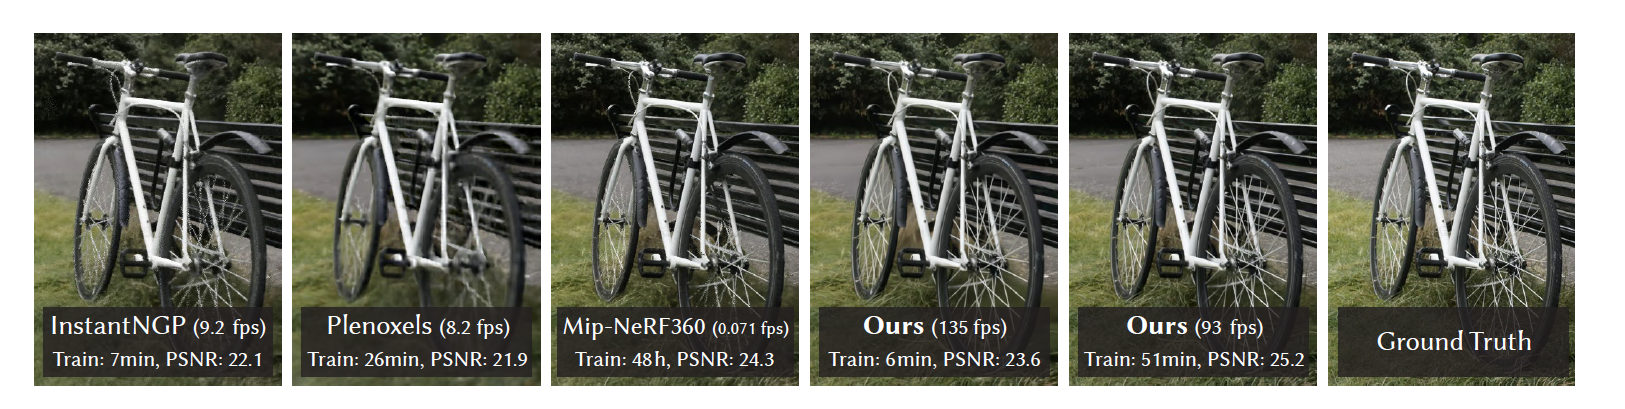 InstantNGP (9.2 fps)
Train: 7min, PSNR: 22.1
Plenoxels (8.2 fps)
Train: 26min, PSNR: 21.9
Mip-NeRF360 (0.071 fps)
Train: 48h, PSNR: 24.3
Ours (135 fps)
Train: 6min, PSNR: 23.6
Ours (93 fps)
Train: 51min, PSNR: 25.2
Ground Truth